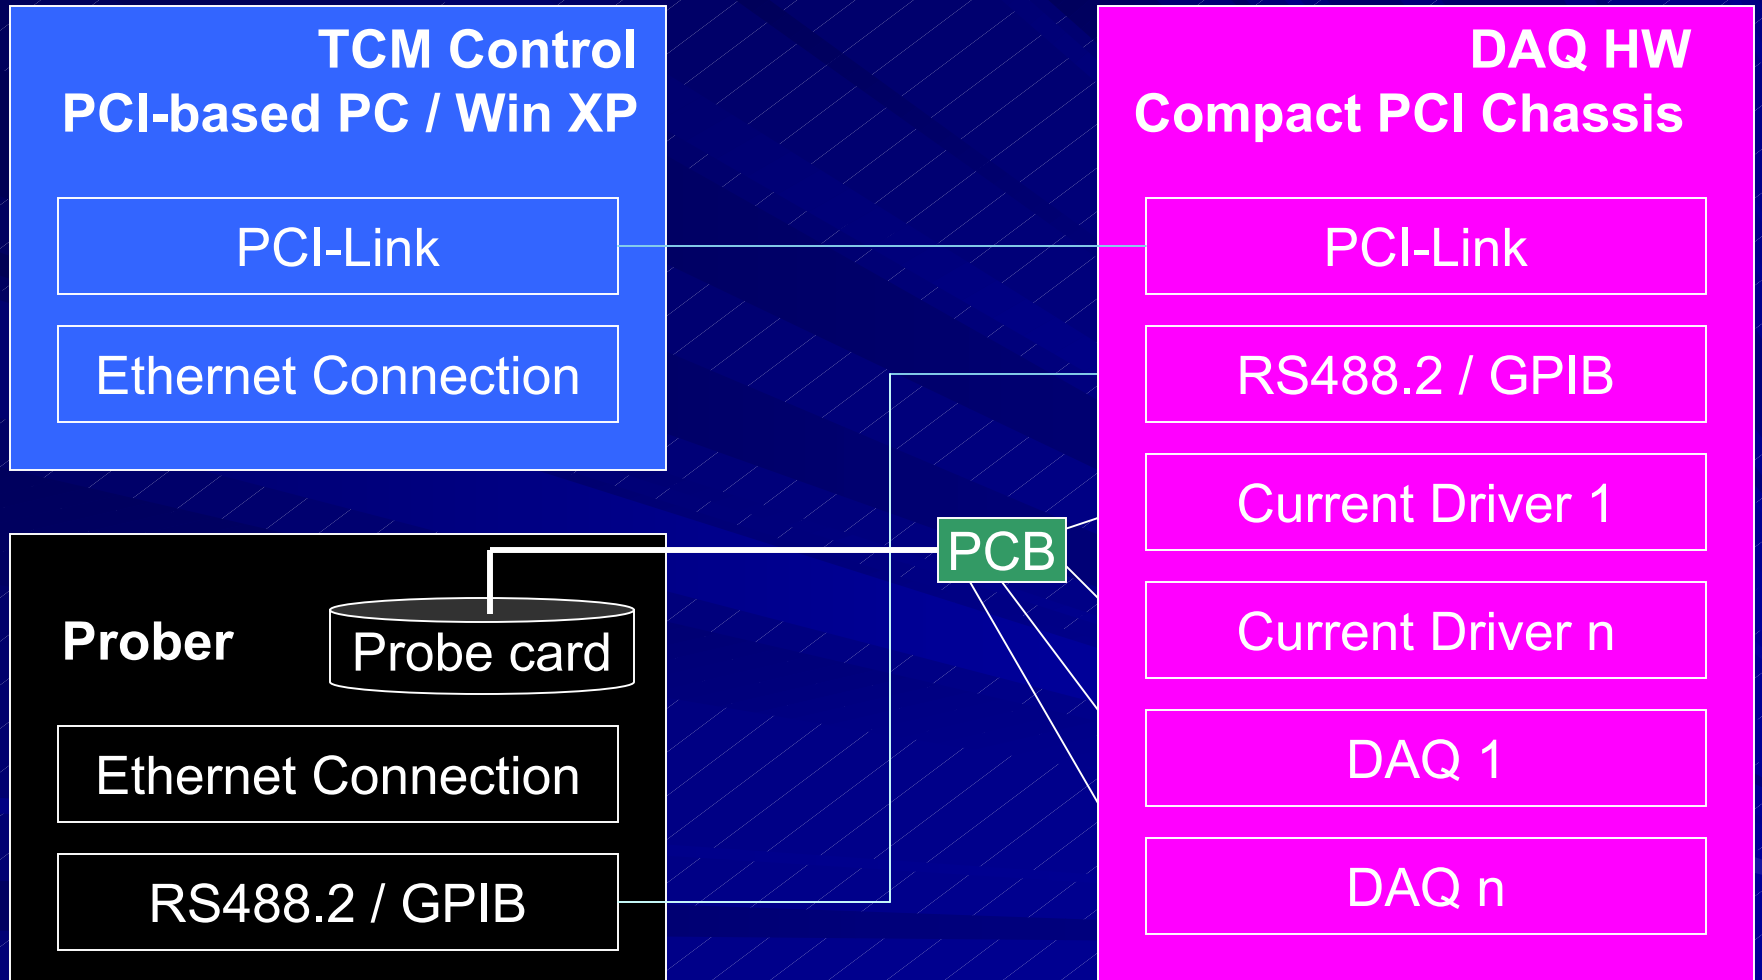 TCM Control
PCI-based PC / Win XP
PCI-Link
Ethernet Connection
Prober
Probe card
Ethernet Connection
RS488.2 / GPIB
PCB
DAQ HW
Compact PCI Chassis
PCI-Link
RS488.2 / GPIB
Current Driver 1
Current Driver n
DAQ 1
DAQ n